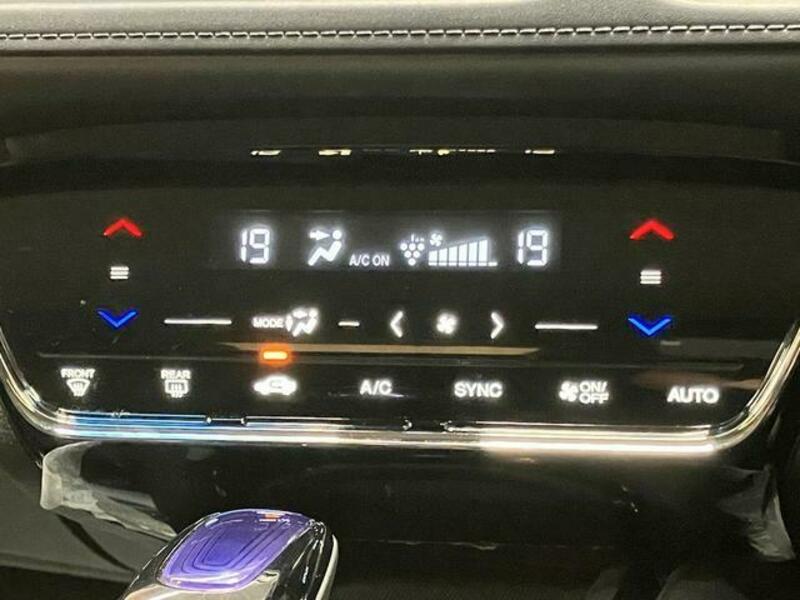 19 A/C ON 19
MODE
FRONT REAR A/C SYNC ON/
OFF AUTO